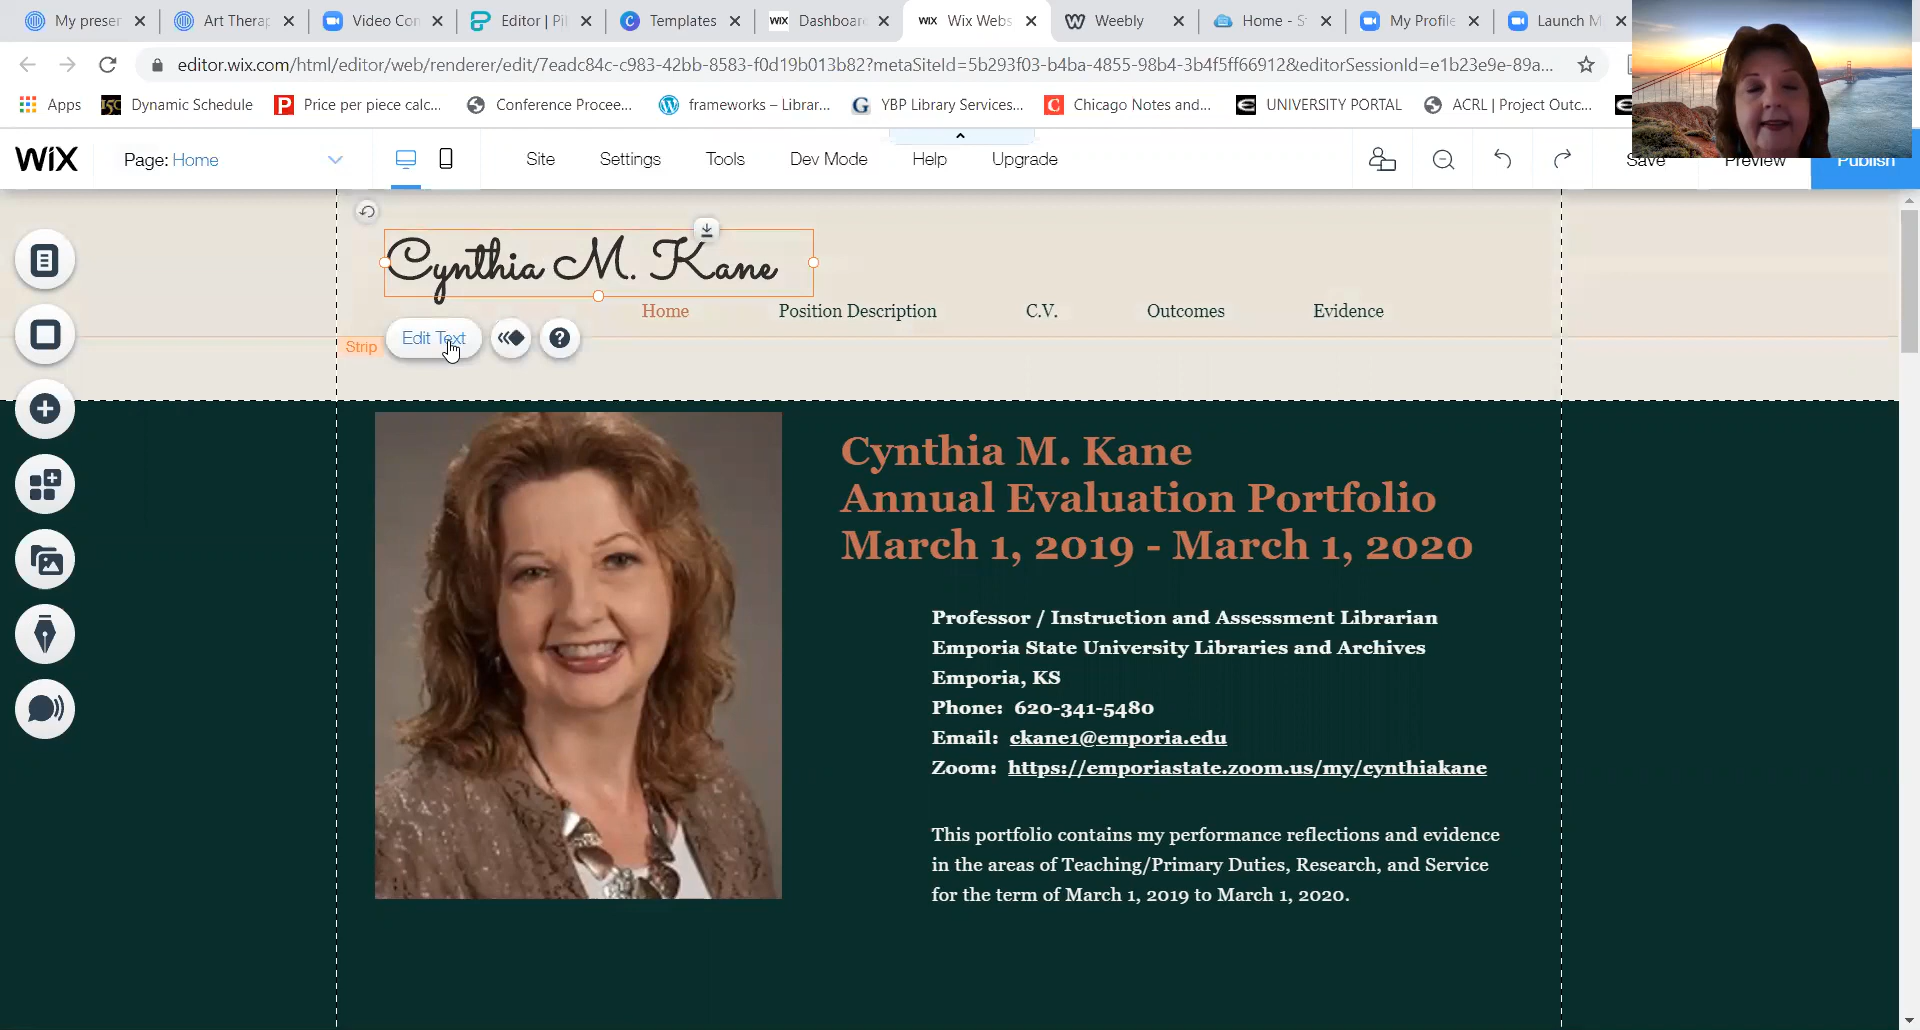 My presen
Art Therap
Video Con
Editor | Pi
Templates
WIX Dashboar
WIX Wix Webs
Weebly
Home - S
My Profile
Launch M
editor.wix.com/html/editor/web/renderer/edit/7eadc84c-c983-42bb-8583-f0d19b013b82?metaSiteId=5b293f03-b4ba-4855-98b4-3b4f5ff66912&editorSessionId=e1b23e9e-89a...
Apps
Dynamic Schedule
Price per piece calc...
Conference Procee...
frameworks – Librar...
YBP Library Services...
Chicago Notes and...
UNIVERSITY PORTAL
ACRL | Project Outc...
WIX
Page: Home
Site
Settings
Tools
Dev Mode
Help
Upgrade
Save
Preview
Publish
Cynthia M. Kane
Home
Position Description
C.V.
Outcomes
Evidence
Strip
Edit Text
Cynthia M. Kane
Annual Evaluation Portfolio
March 1, 2019 - March 1, 2020
Professor / Instruction and Assessment Librarian
Emporia State University Libraries and Archives
Emporia, KS
Phone: 620-341-5480
Email: ckane1@emporia.edu
Zoom: https://emporiastate.zoom.us/my/cynthiakane
This portfolio contains my performance reflections and evidence
in the areas of Teaching/Primary Duties, Research, and Service
for the term of March 1, 2019 to March 1, 2020.